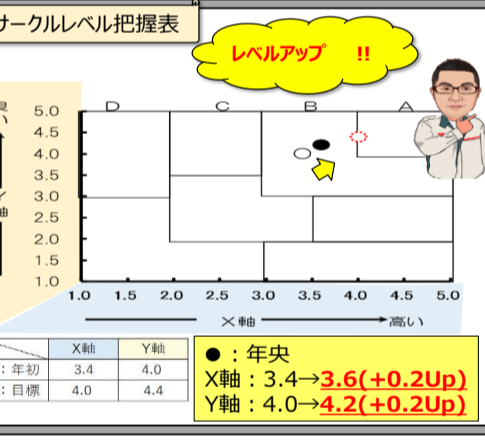 サークルレベル把握表
レベルアップ !!
D C B A
5.0
4.5
4.0
3.5
3.0
2.5
2.0
1.5
1.0
1.0 1.5 2.0 2.5 3.0 3.5 4.0 4.5 5.0
X軸 高い
X軸 Y軸
：年初 3.4 4.0
：目標 4.0 4.4
●：年央
X軸：3.4→3.6(+0.2Up)
Y軸：4.0→4.2(+0.2Up)